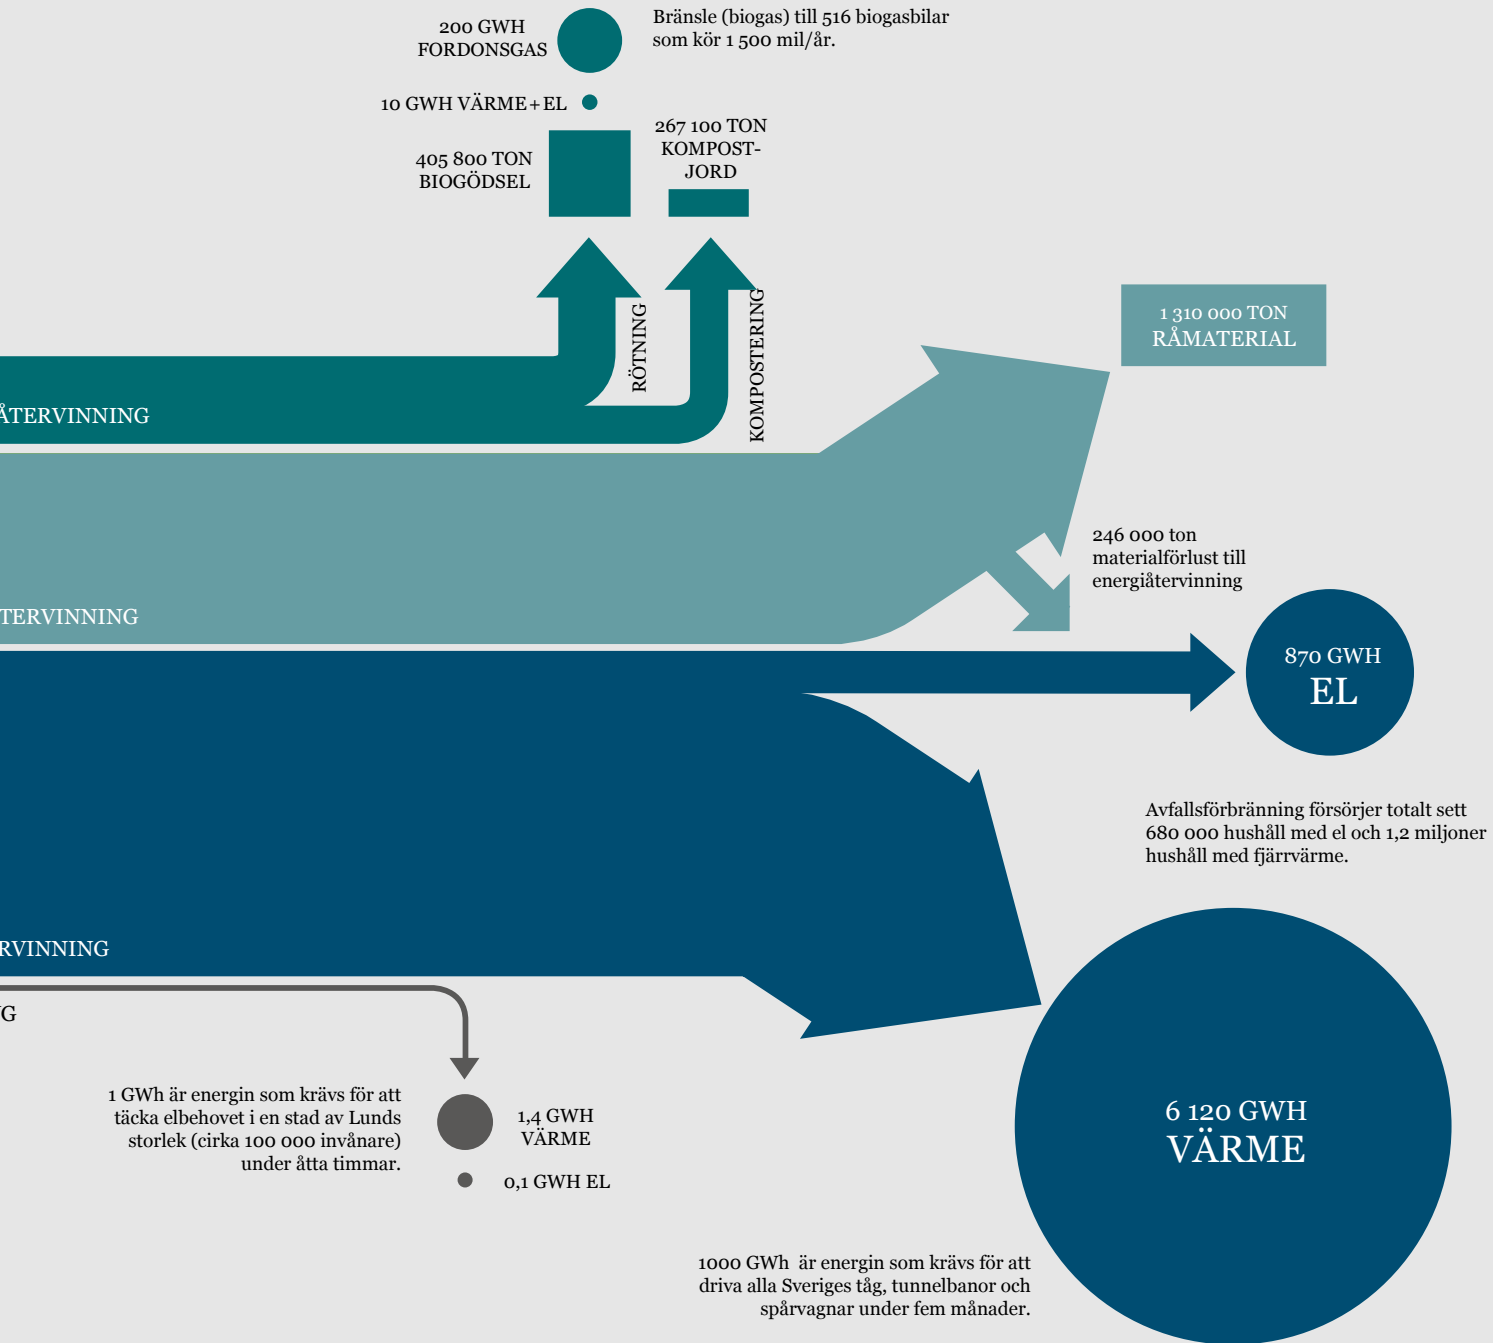 200 GWH
FORDONSGAS
Bränsle (biogas) till 516 biogasbilar
som kör 1 500 mil/år.
10 GWH VÄRME+EL
405 800 TON
BIOGÖDSEL
267 100 TON
KOMPOST-
JORD
RÖTNING
KOMPOSTERING
1 310 000 TON
RÅMATERIAL
ÅTERVINNING
246 000 ton
materialförlust till
energiåtervinning
TERVINNING
870 GWH
EL
Avfallsförbränning försörjer totalt sett
680 000 hushåll med el och 1,2 miljoner
hushåll med fjärrvärme.
RVINNING
G
1 GWh är energin som krävs för att
täcka elbehovet i en stad av Lunds
storlek (cirka 100 000 invånare)
under åtta timmar.
1,4 GWH
VÄRME
0,1 GWH EL
6 120 GWH
VÄRME
1000 GWh är energin som krävs för att
driva alla Sveriges tåg, tunnelbanor och
spårvagnar under fem månader.